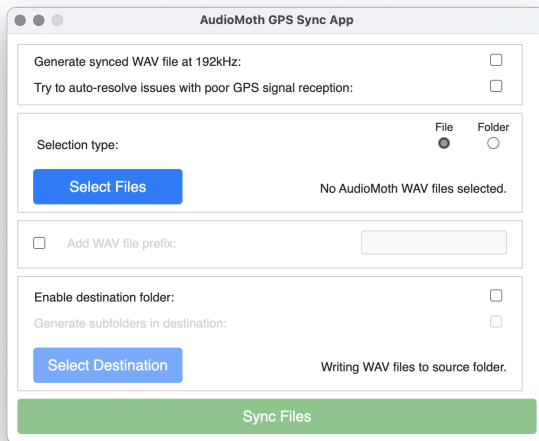 AudioMoth GPS Sync App
Generate synced WAV file at 192kHz:
Try to auto-resolve issues with poor GPS signal reception:
File Folder
Selection type:
Select Files
No AudioMoth WAV files selected.
Add WAV file prefix:
Enable destination folder:
Generate subfolders in destination:
Select Destination
Writing WAV files to source folder.
Sync Files